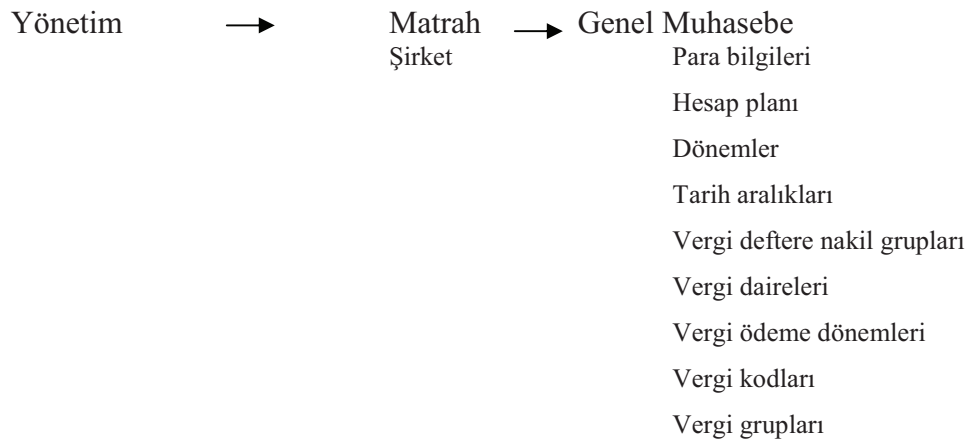 Yönetim Matrah Genel Muhasebe
Şirket Para bilgileri
Hesap planı
Dönemler
Tarih aralıkları
Vergi deftere nakil grupları
Vergi daireleri
Vergi ödeme dönemleri
Vergi kodları
Vergi grupları